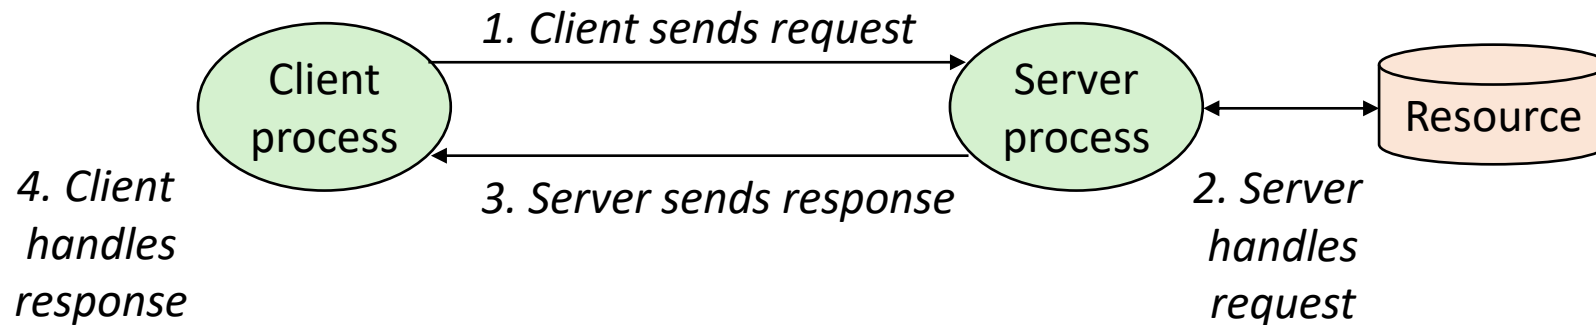 1. Client sends request
Client
process
Server
process
Resource
3. Server sends response
4. Client
handles
response
2. Server
handles
request